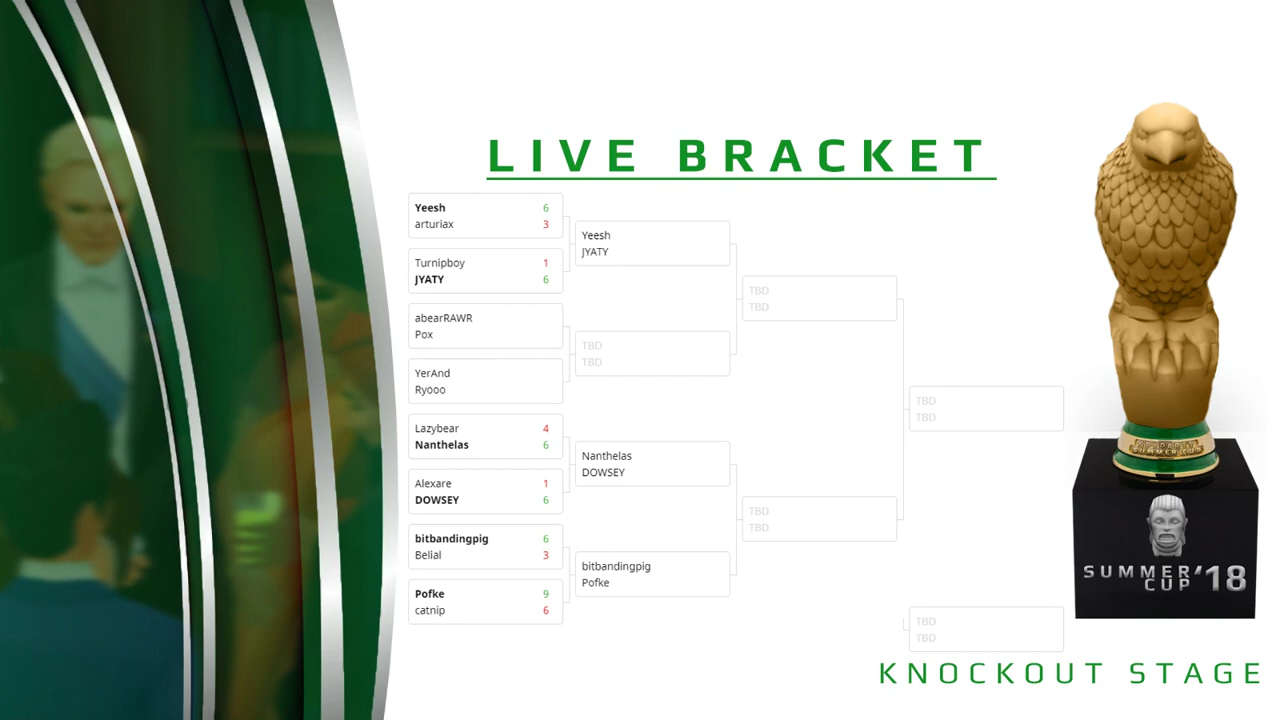 LIVE BRACKET
Yeesh 6
arturiax 3
Turnipboy 1
JYATY 6
abearRAWR
Pox
YerAnd
Ryooo
Lazybear 4
Nanthelas 6
Alexare 1
DOWSEY 6
bitbandingpig 6
Belial 3
Pofke 9
catnip 6
Yeesh
JYATY
TBD
TBD
Nanthelas
DOWSEY
bitbandingpig
Pofke
TBD
TBD
TBD
TBD
TBD
TBD
TBD
TBD
SUMMER CUP
SUMMER
CUP
'18
KNOCKOUT STAGE